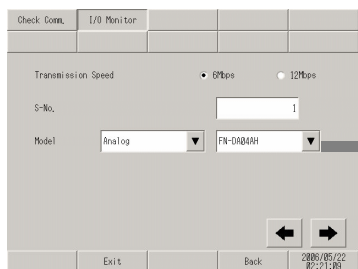 Check Comm. I/O Monitor
Transmission Speed 6Mbps 12Mbps
S-No. 1
Model Analog FN-DA04AH
Exit Back 2006/05/22
02:21:09